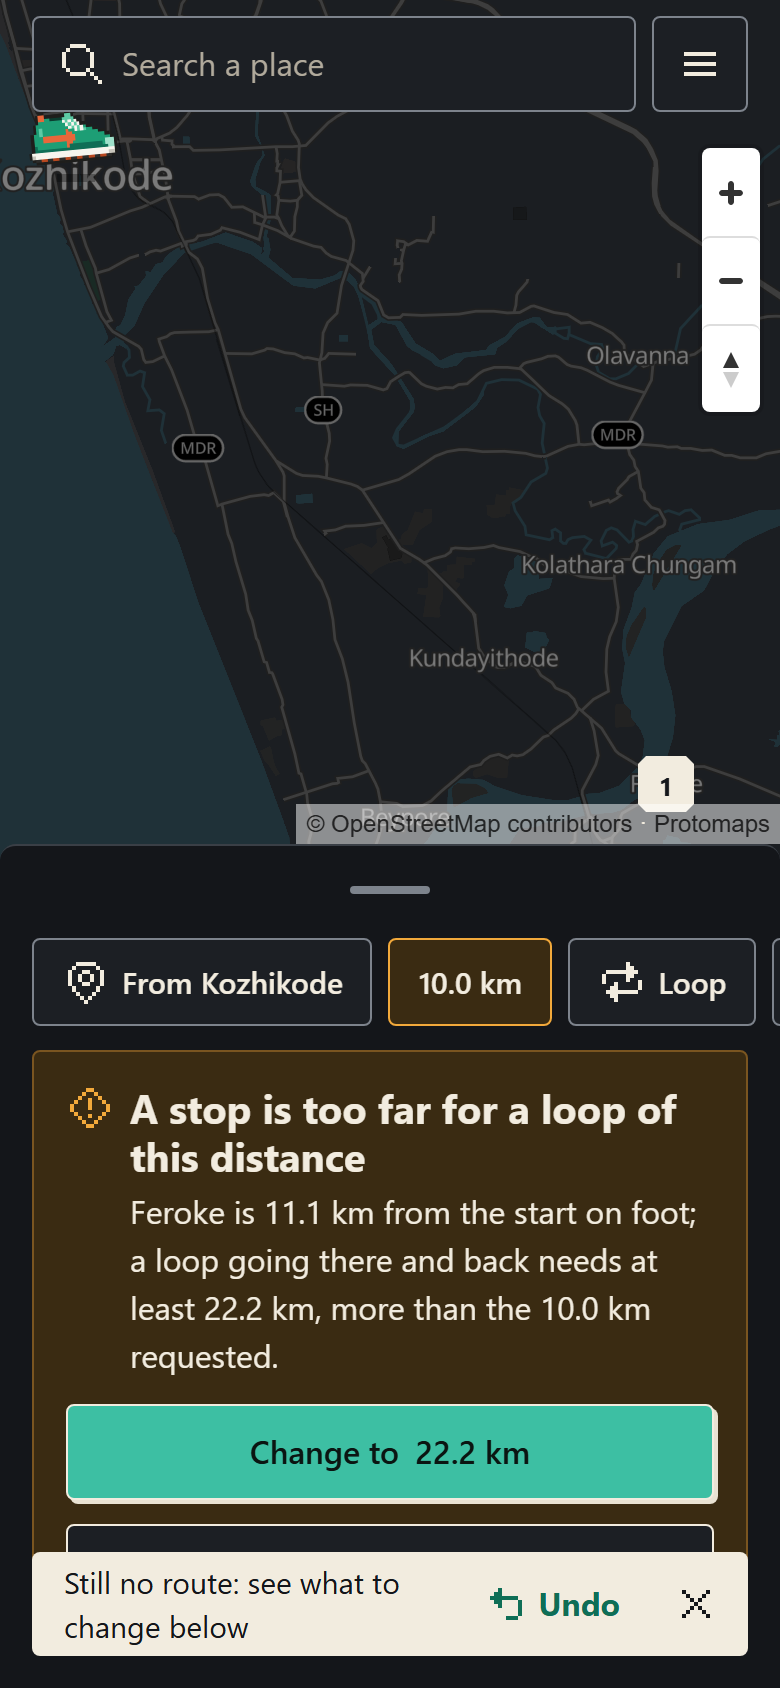 Search a place
ozhikode
Olavanna
SH
MDR
MDR
Kolathara Chungam
Kundayithode
1
© OpenStreetMap contributors · Protomaps
From Kozhikode
10.0 km
Loop
A stop is too far for a loop of
this distance
Feroke is 11.1 km from the start on foot;
a loop going there and back needs at
least 22.2 km, more than the 10.0 km
requested.
Change to 22.2 km
Still no route: see what to
change below
Undo